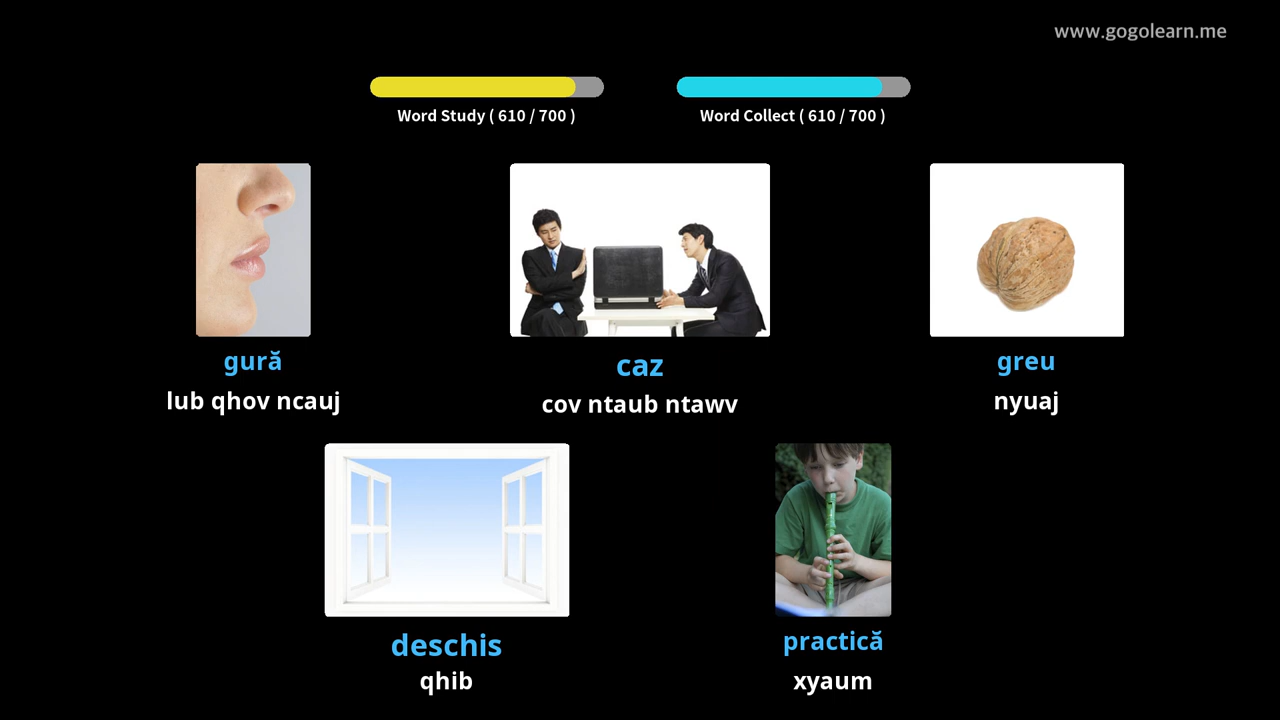 www.gogolearn.me
Word Study ( 610 / 700 )
Word Collect ( 610 / 700 )
gură
lub qhov ncauj
caz
cov ntaub ntawv
greu
nyuaj
deschis
qhib
practică
xyaum